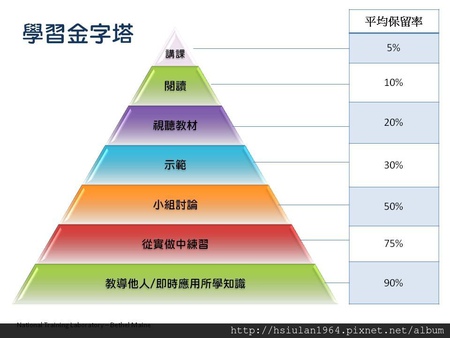 學習金字塔
平均保留率
講課
5%
閱讀
10%
視聽教材
20%
示範
30%
小組討論
50%
從實做中練習
75%
教導他人/即時應用所學知識
90%
National Training Laboratory - Bethel Maine
http://hsiulan1964.pixnet.net/album